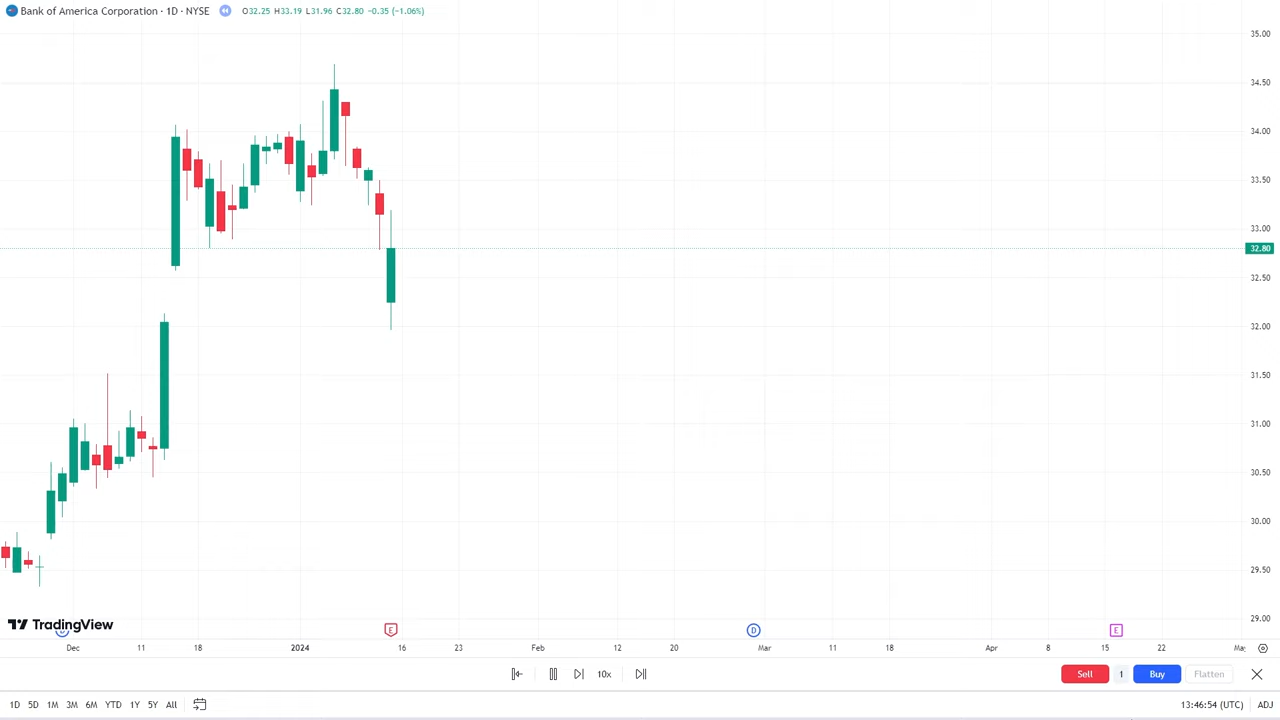 Bank of America Corporation · 1D · NYSE O32.25 H33.19 L31.96 C32.80 −0.35 (−1.06%)
35.00
34.50
34.00
33.50
33.00
32.80
32.50
32.00
31.50
31.00
30.50
30.00
29.50
29.00
TradingView
E D E
Dec 11 18 2024 16 23 Feb 12 20 Mar 11 18 Apr 8 15 22
10x Sell 1 Buy Flatten
1D 5D 1M 3M 6M YTD 1Y 5Y All 13:46:54 (UTC) ADJ